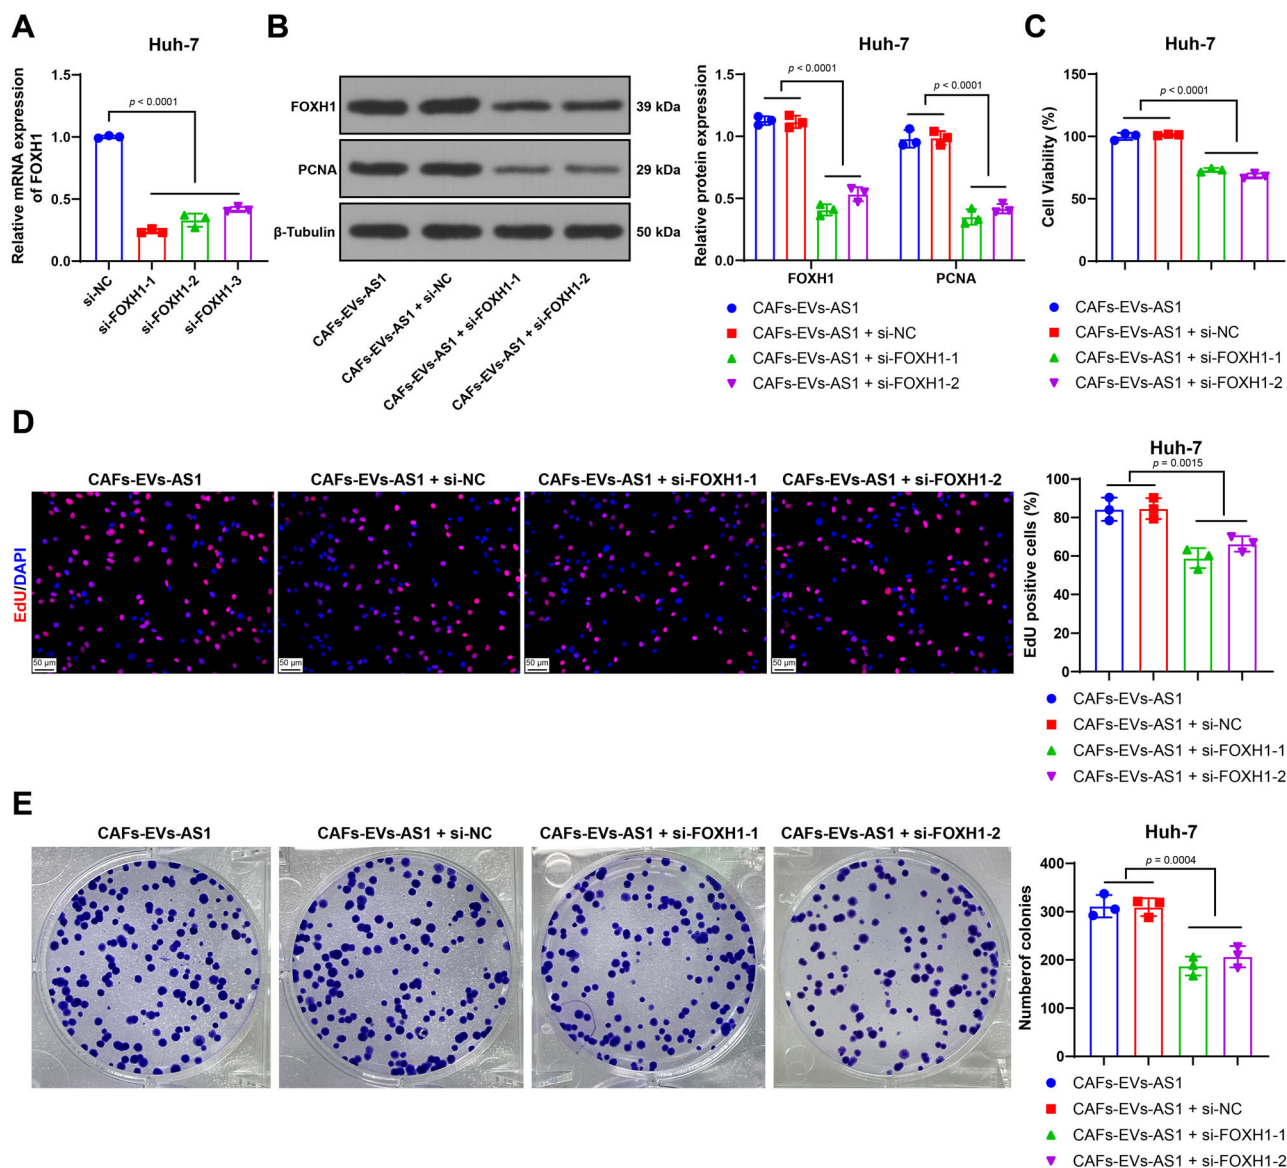 A
Huh-7
Relative mRNA expression
of FOXH1
1.5
1.0
0.5
0.0
p < 0.0001
si-NC
si-FOXH1-1
si-FOXH1-2
si-FOXH1-3
B
FOXH1
39 kDa
PCNA
29 kDa
β-Tubulin
50 kDa
CAFs-EVs-AS1
CAFs-EVs-AS1 + si-NC
CAFs-EVs-AS1 + si-FOXH1-1
CAFs-EVs-AS1 + si-FOXH1-2
Huh-7
Relative protein expression
1.5
1.0
0.5
0.0
p < 0.0001
p < 0.0001
FOXH1
PCNA
CAFs-EVs-AS1
CAFs-EVs-AS1 + si-NC
CAFs-EVs-AS1 + si-FOXH1-1
CAFs-EVs-AS1 + si-FOXH1-2
C
Huh-7
Cell Viability (%)
150
100
50
0
p < 0.0001
CAFs-EVs-AS1
CAFs-EVs-AS1 + si-NC
CAFs-EVs-AS1 + si-FOXH1-1
CAFs-EVs-AS1 + si-FOXH1-2
D
EdU/DAPI
CAFs-EVs-AS1
CAFs-EVs-AS1 + si-NC
CAFs-EVs-AS1 + si-FOXH1-1
CAFs-EVs-AS1 + si-FOXH1-2
50 µm
50 µm
50 µm
50 µm
Huh-7
EdU positive cells (%)
100
80
60
40
20
0
p = 0.0015
CAFs-EVs-AS1
CAFs-EVs-AS1 + si-NC
CAFs-EVs-AS1 + si-FOXH1-1
CAFs-EVs-AS1 + si-FOXH1-2
E
CAFs-EVs-AS1
CAFs-EVs-AS1 + si-NC
CAFs-EVs-AS1 + si-FOXH1-1
CAFs-EVs-AS1 + si-FOXH1-2
Huh-7
Numberof colonies
400
300
200
100
0
p = 0.0004
CAFs-EVs-AS1
CAFs-EVs-AS1 + si-NC
CAFs-EVs-AS1 + si-FOXH1-1
CAFs-EVs-AS1 + si-FOXH1-2